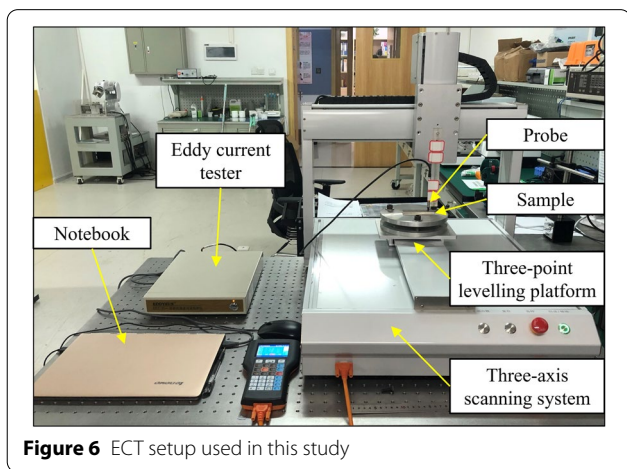 Probe
Eddy current
tester
Sample
Notebook
Three-point
levelling platform
Three-axis
scanning system
Figure 6 ECT setup used in this study